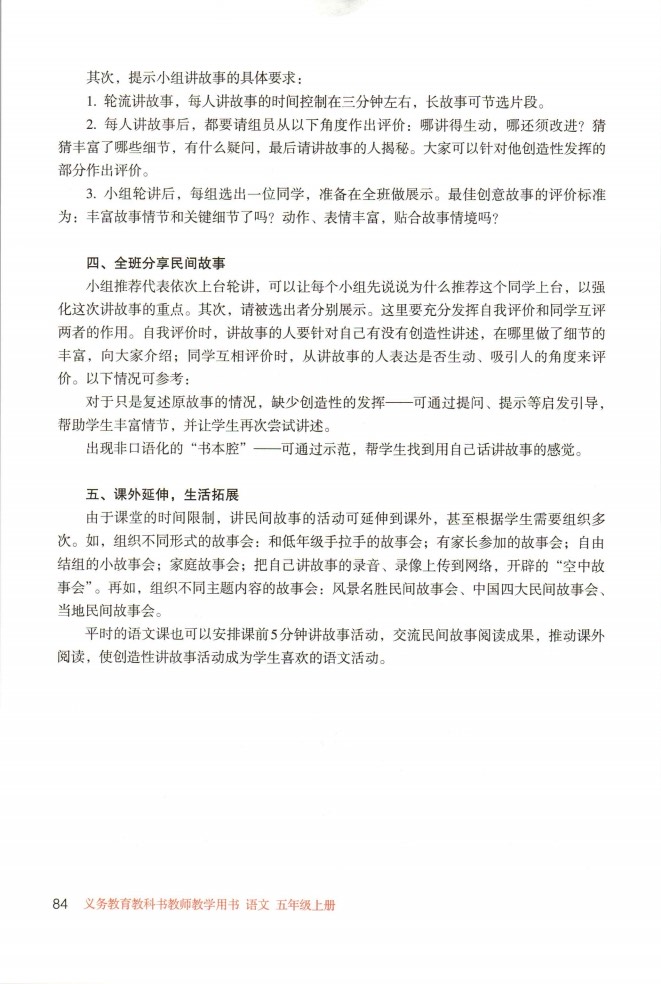 其次，提示小组讲故事的具体要求：
1. 轮流讲故事，每人讲故事的时间控制在三分钟左右，长故事可节选片段。
2. 每人讲故事后，都要请组员从以下角度作出评价：哪讲得生动，哪还须改进？猜
猜丰富了哪些细节，有什么疑问，最后请讲故事的人揭秘。大家可以针对他创造性发挥的
部分作出评价。
3. 小组轮讲后，每组选出一位同学，准备在全班做展示。最佳创意故事的评价标准
为：丰富故事情节和关键细节了吗？动作、表情丰富，贴合故事情境吗？
四、全班分享民间故事
小组推荐代表依次上台轮讲，可以让每个小组先说说为什么推荐这个同学上台，以强
化这次讲故事的重点。其次，请被选出者分别展示。这里要充分发挥自我评价和同学互评
两者的作用。自我评价时，讲故事的人要针对自己有没有创造性讲述，在哪里做了细节的
丰富，向大家介绍；同学互相评价时，从讲故事的人表达是否生动、吸引人的角度来评
价。以下情况可参考：
对于只是复述原故事的情况，缺少创造性的发挥——可通过提问、提示等启发引导，
帮助学生丰富情节，并让学生再次尝试讲述。
出现非口语化的“书本腔”——可通过示范，帮学生找到用自己话讲故事的感觉。
五、课外延伸，生活拓展
由于课堂的时间限制，讲民间故事的活动可延伸到课外，甚至根据学生需要组织多
次。如，组织不同形式的故事会：和低年级手拉手的故事会；有家长参加的故事会；自由
结组的小故事会；家庭故事会；把自己讲故事的录音、录像上传到网络，开辟的“空中故
事会”。再如，组织不同主题内容的故事会：风景名胜民间故事会、中国四大民间故事会、
当地民间故事会。
平时的语文课也可以安排课前5分钟讲故事活动，交流民间故事阅读成果，推动课外
阅读，使创造性讲故事活动成为学生喜欢的语文活动。
84 义务教育教科书教师教学用书 语文 五年级上册